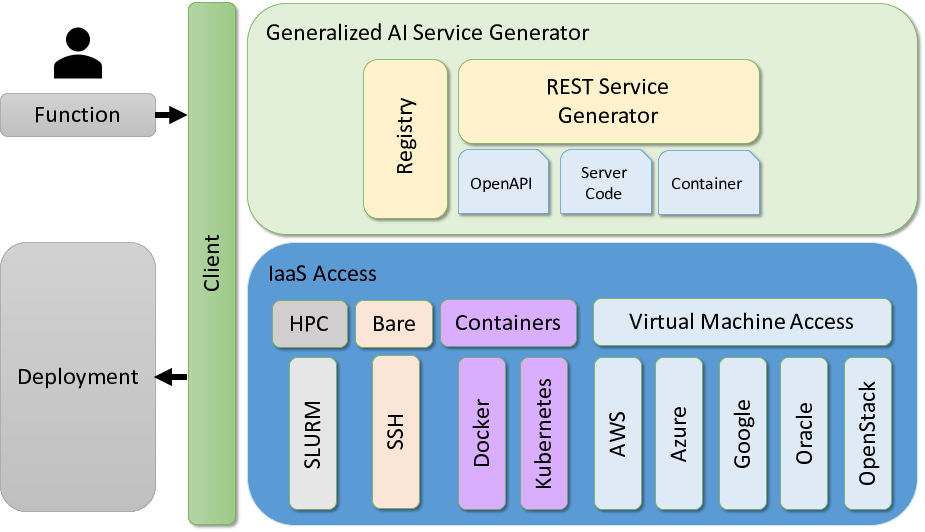 Generalized AI Service Generator
Function
Registry
REST Service
Generator
OpenAPI
Server
Code
Container
Client
IaaS Access
HPC
Bare
Containers
Virtual Machine Access
Deployment
SLURM
SSH
Docker
Kubernetes
AWS
Azure
Google
Oracle
OpenStack